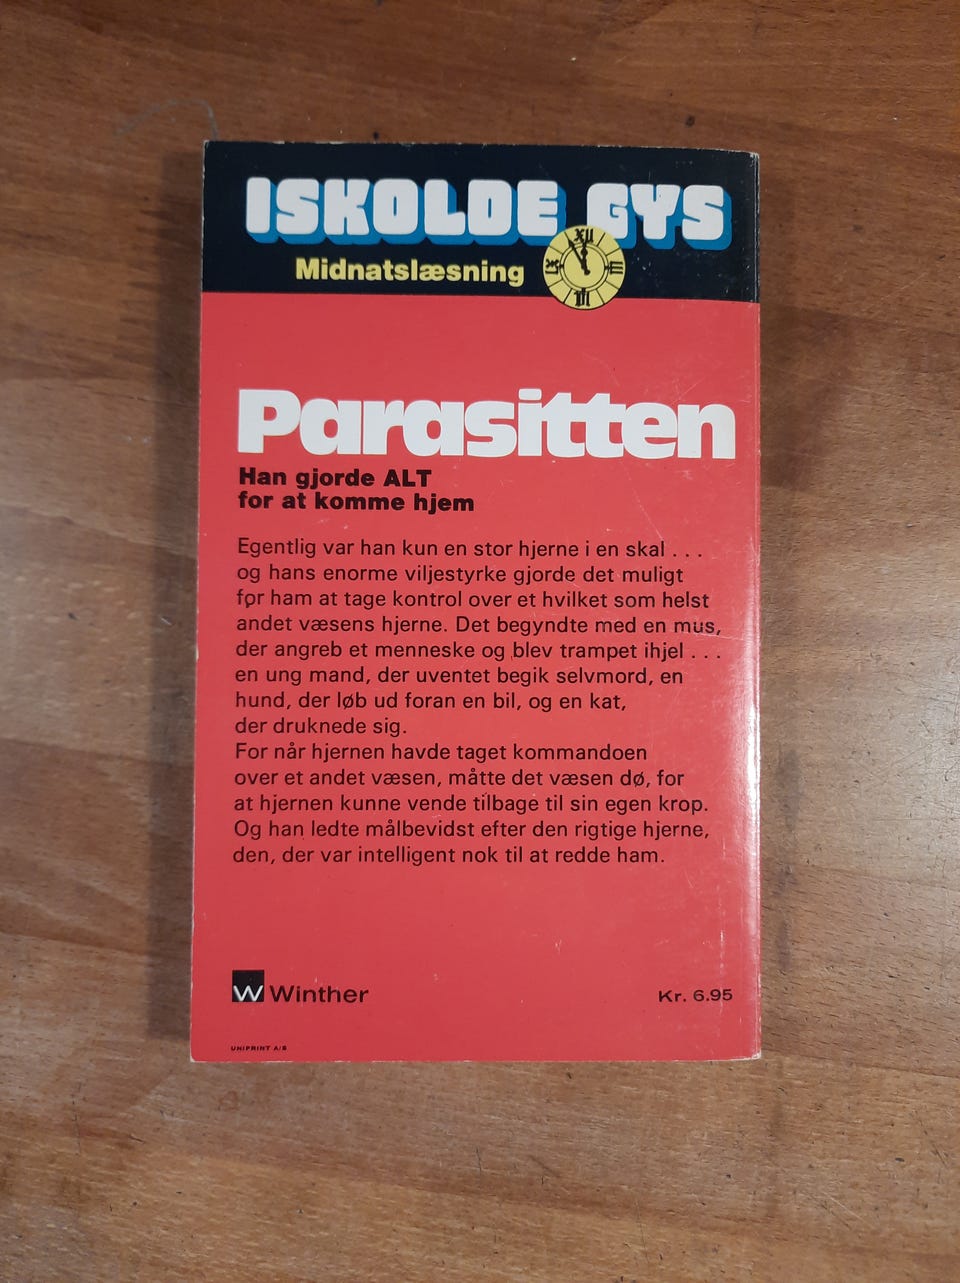 ISKOLDE GYS
Midnatslæsning
XII
III
VI
IX
Parasitten
Han gjorde ALT
for at komme hjem
Egentlig var han kun en stor hjerne i en skal . . .
og hans enorme viljestyrke gjorde det muligt
for ham at tage kontrol over et hvilket som helst
andet væsens hjerne. Det begyndte med en mus,
der angreb et menneske og blev trampet ihjel . . .
en ung mand, der uventet begik selvmord, en
hund, der løb ud foran en bil, og en kat,
der druknede sig.
For når hjernen havde taget kommandoen
over et andet væsen, måtte det væsen dø, for
at hjernen kunne vende tilbage til sin egen krop.
Og han ledte målbevidst efter den rigtige hjerne,
den, der var intelligent nok til at redde ham.
W Winther
Kr. 6.95
UNIPRINT A/S